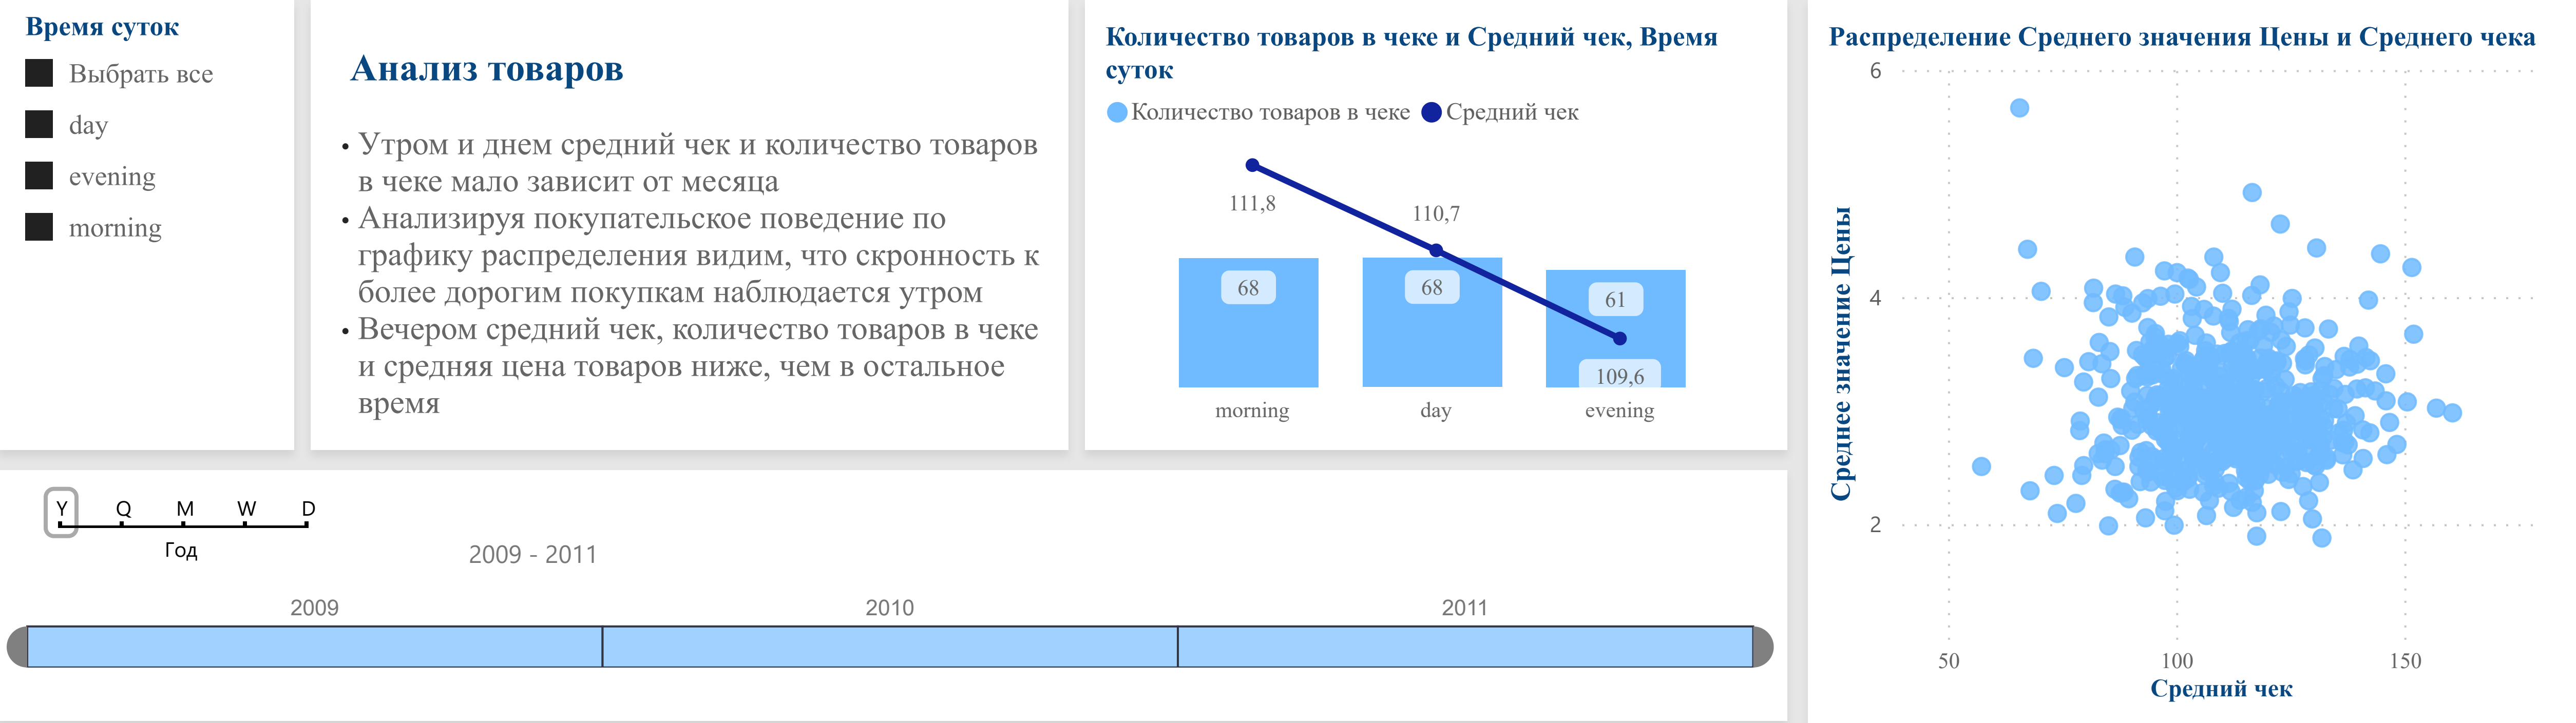 Время суток
Выбрать все
day
evening
morning
Анализ товаров
• Утром и днем средний чек и количество товаров
в чеке мало зависит от месяца
• Анализируя покупательское поведение по
графику распределения видим, что скронность к
более дорогим покупкам наблюдается утром
• Вечером средний чек, количество товаров в чеке
и средняя цена товаров ниже, чем в остальное
время
Количество товаров в чеке и Средний чек, Время
суток
Количество товаров в чеке Средний чек
111,8
110,7
68
68
61
109,6
morning
day
evening
Распределение Среднего значения Цены и Среднего чека
Среднее значение Цены
6
4
2
50
100
150
Средний чек
Y Q M W D
Год
2009 - 2011
2009
2010
2011